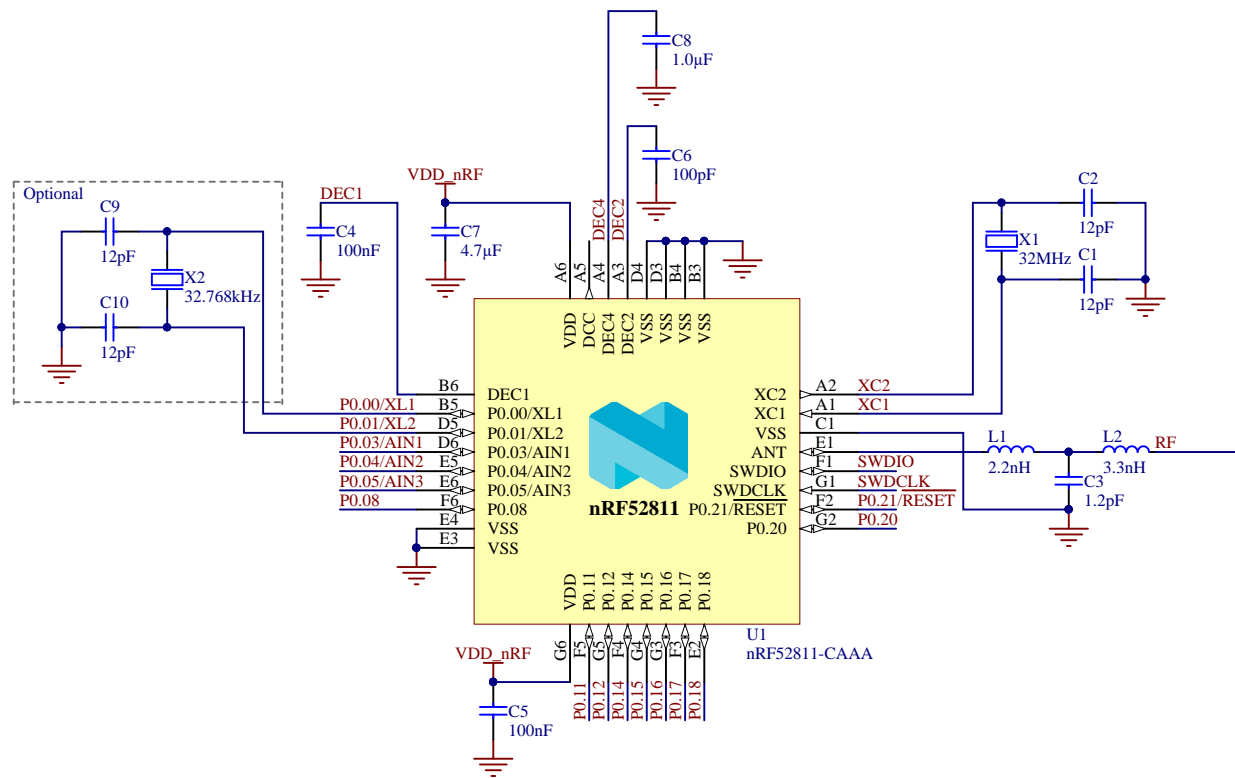 C8
1.0µF
C6
100pF
VDD_nRF
Optional
DEC1
C9
12pF
X2
32.768kHz
C10
12pF
C4
100nF
C7
4.7µF
DEC4
DEC2
C2
12pF
X1
32MHz
C1
12pF
A6
A5
A4
A3
D4
D3
B4
B3
VDD
DCC
DEC4
DEC2
VSS
VSS
VSS
VSS
B6
DEC1
P0.00/XL1
B5
P0.00/XL1
P0.01/XL2
D5
P0.01/XL2
P0.03/AIN1
D6
P0.03/AIN1
P0.04/AIN2
E5
P0.04/AIN2
P0.05/AIN3
E6
P0.05/AIN3
P0.08
F6
P0.08
E4
VSS
E3
VSS
nRF52811
XC2
A2
XC2
XC1
A1
XC1
VSS
C1
ANT
E1
SWDIO
F1
SWDIO
SWDCLK
G1
SWDCLK
P0.21/RESET
F2
P0.21/RESET
P0.20
G2
P0.20
L1
2.2nH
L2
3.3nH
RF
C3
1.2pF
VDD
P0.11
P0.12
P0.14
P0.15
P0.16
P0.17
P0.18
G6
F5
G5
F4
G4
G3
F3
E2
P0.11
P0.12
P0.14
P0.15
P0.16
P0.17
P0.18
U1
nRF52811-CAAA
VDD_nRF
C5
100nF